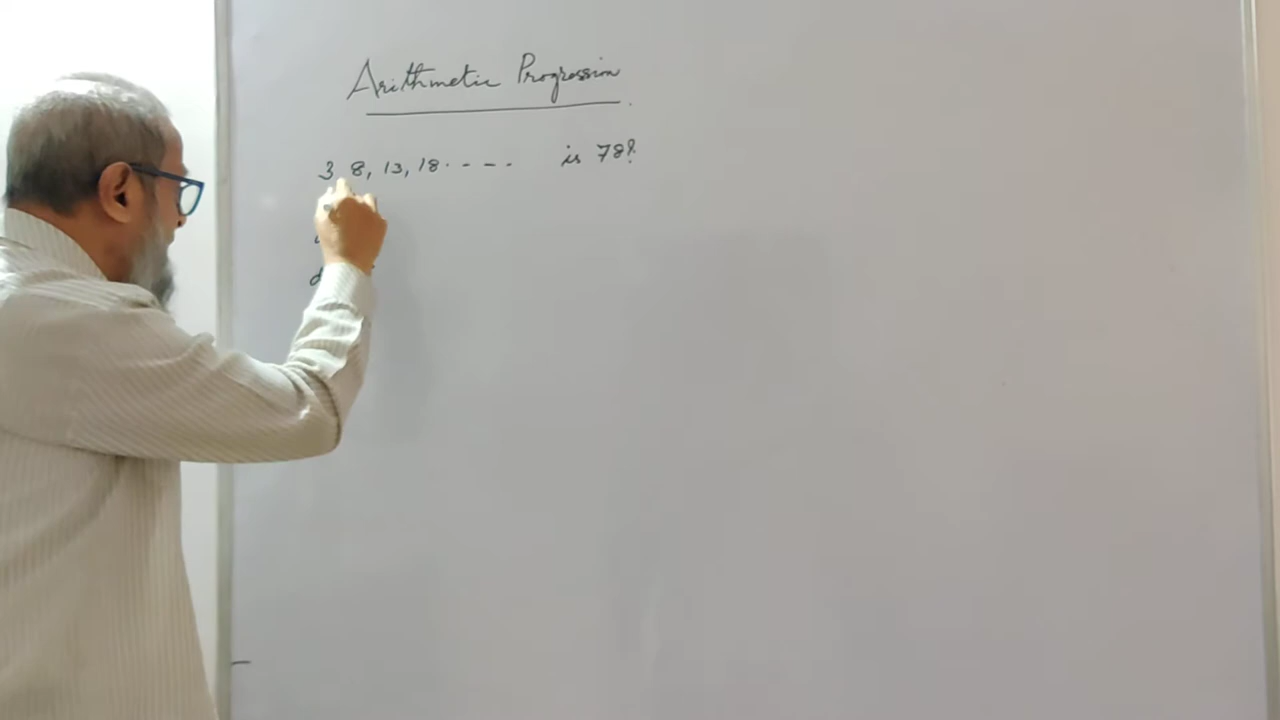 Arithmetic Progression
3, 8, 13, 18 . - - - . is 78?
d